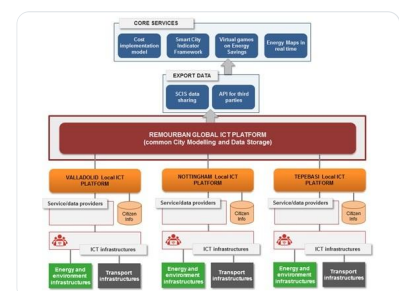 CORE SERVICES
Cost
implementation
model
Smart City
Indicator
Framework
Virtual games
on Energy
Savings
Energy Maps in
real time
EXPORT DATA
SCIS data
sharing
API for third
parties
REMOURBAN GLOBAL ICT PLATFORM
(common City Modelling and Data Storage)
VALLADOLID Local ICT
PLATFORM
NOTTINGHAM Local ICT
PLATFORM
TEPEBASI Local ICT
PLATFORM
Service/data providers
Citizen
Info
Service/data providers
Citizen
Info
Service/data providers
Citizen
Info
ICT infrastructures
ICT infrastructures
ICT infrastructures
Energy and
environment
infrastructures
Transport
infrastructures
Energy and
environment
infrastructures
Transport
infrastructures
Energy and
environment
infrastructures
Transport
infrastructures